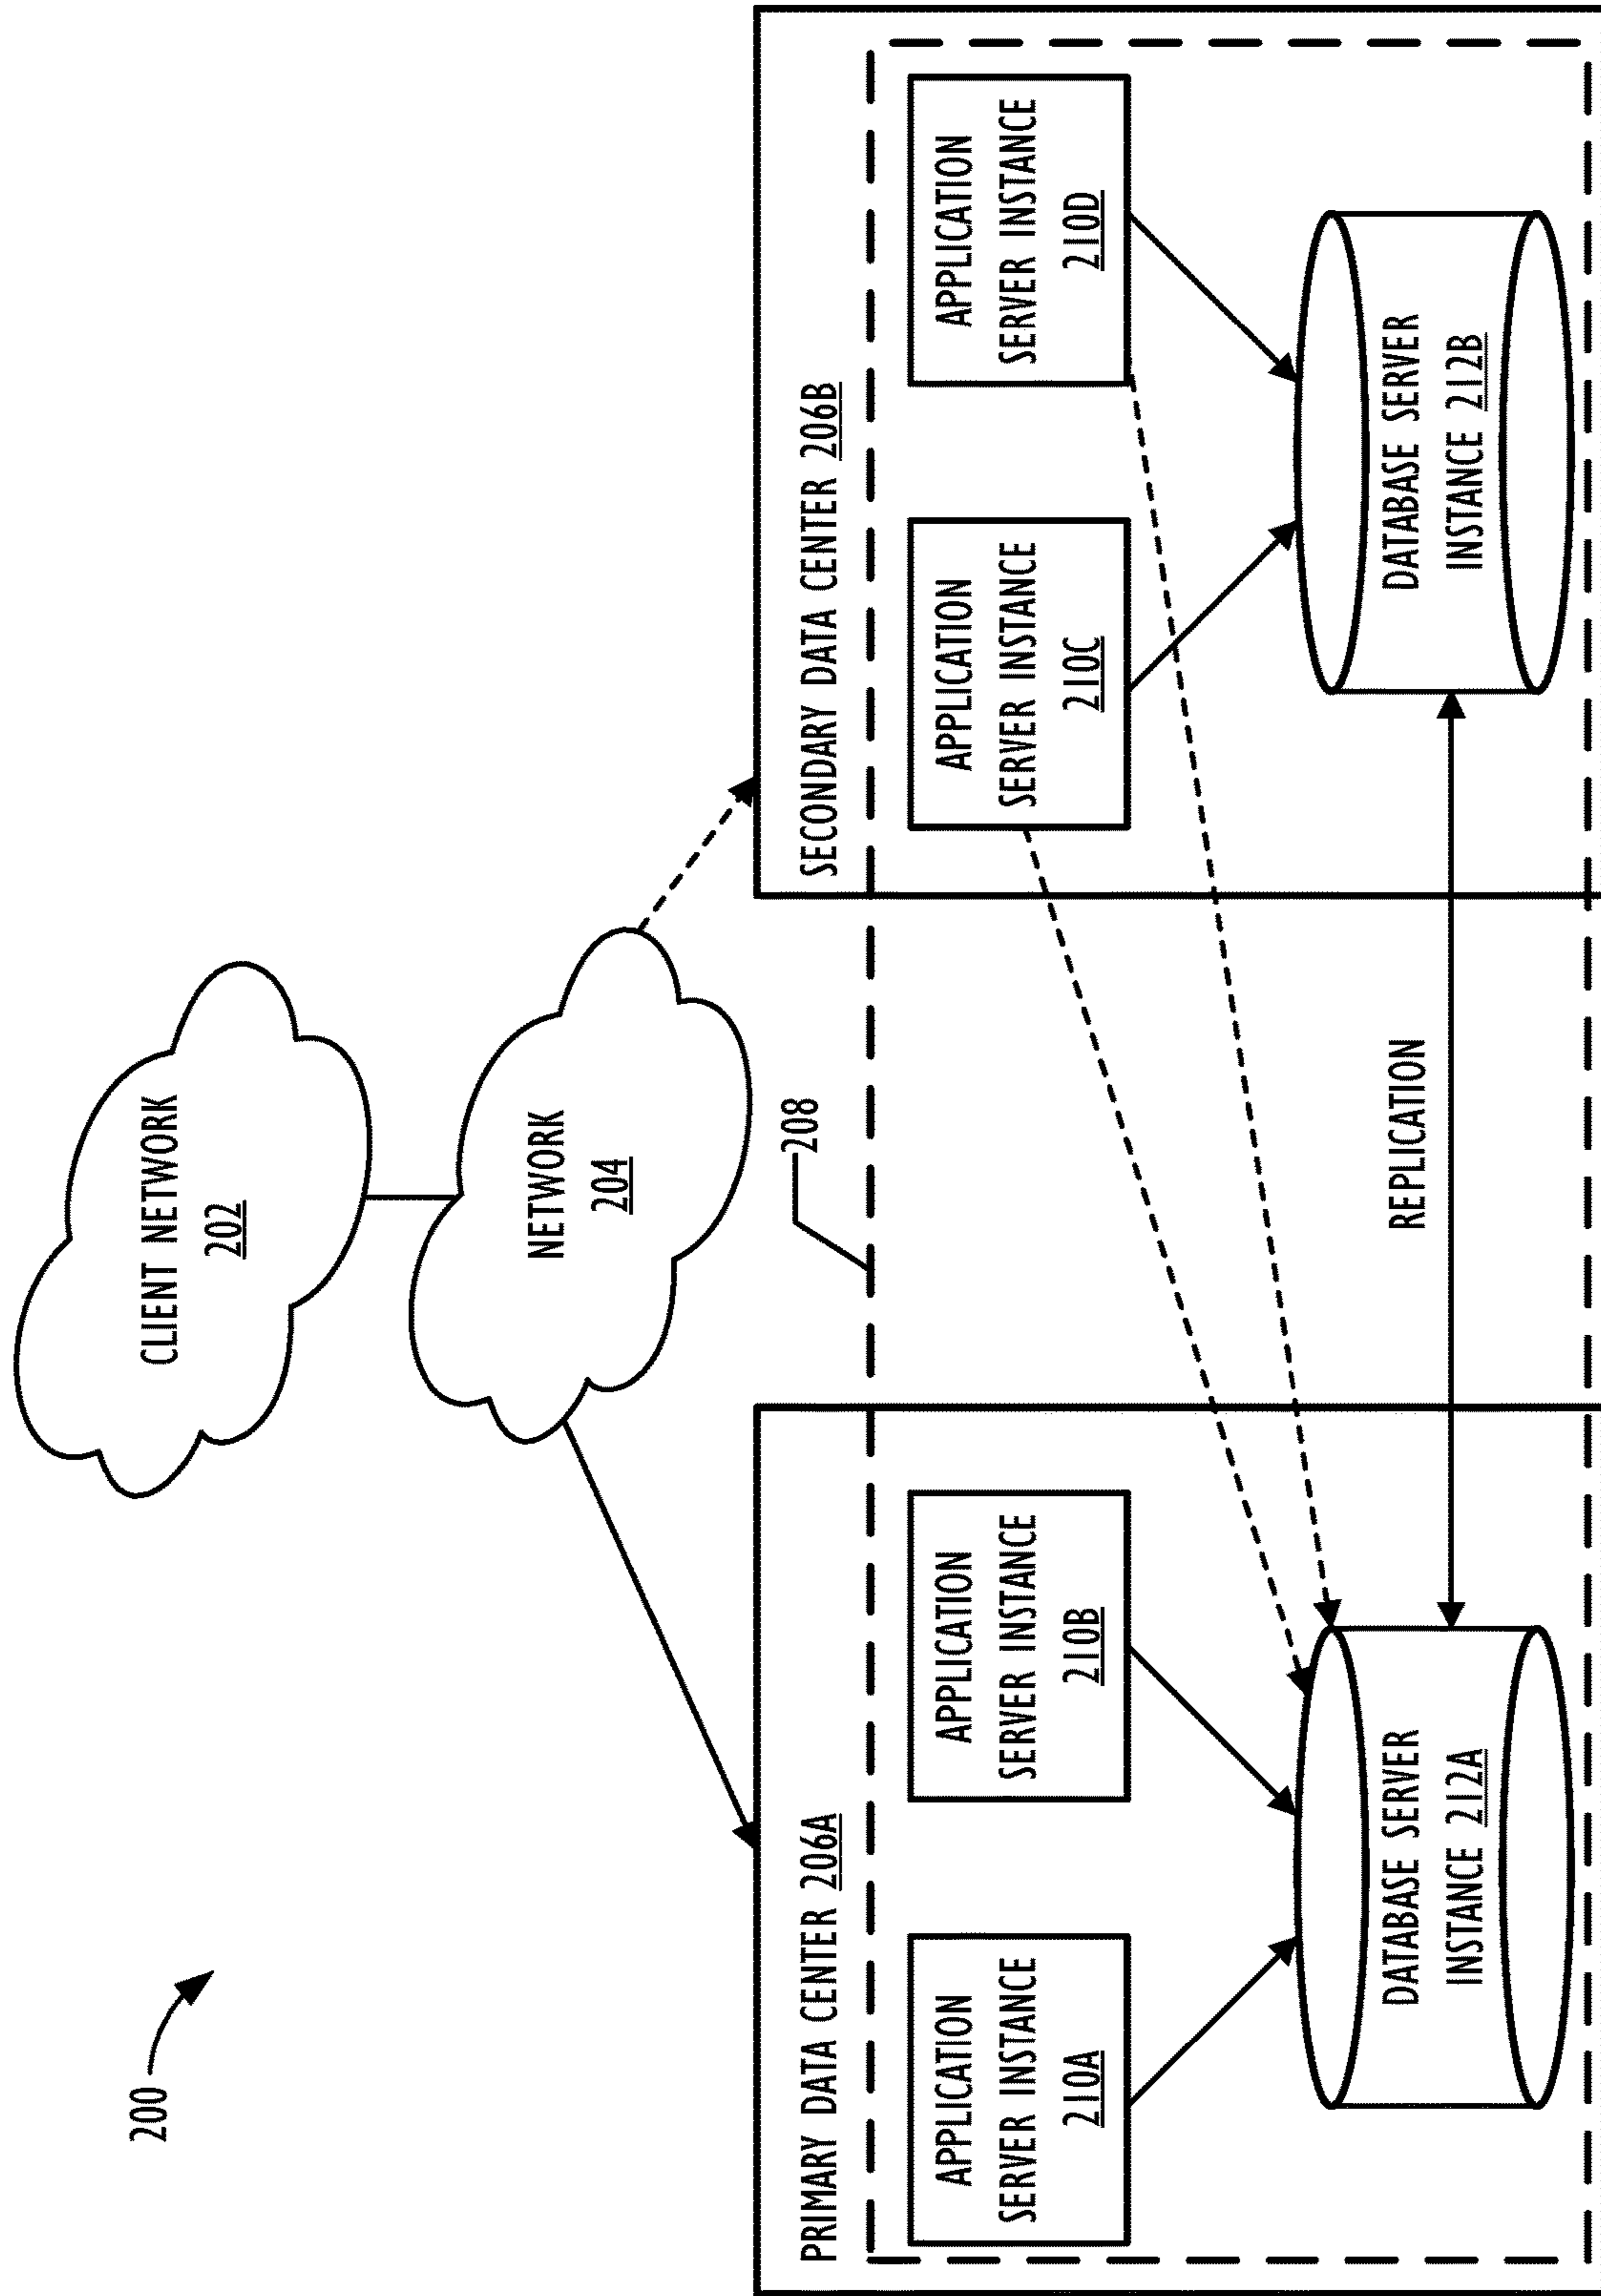 200
CLIENT NETWORK
202
NETWORK
204
208
PRIMARY DATA CENTER 206A
SECONDARY DATA CENTER 206B
APPLICATION
SERVER INSTANCE
210A
APPLICATION
SERVER INSTANCE
210B
APPLICATION
SERVER INSTANCE
210C
APPLICATION
SERVER INSTANCE
210D
DATABASE SERVER
INSTANCE 212A
REPLICATION
DATABASE SERVER
INSTANCE 212B